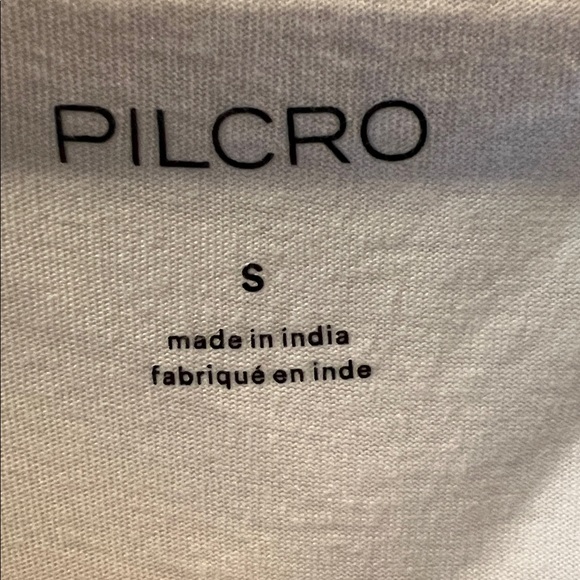 PILCRO
S
made in india
fabriqué en inde